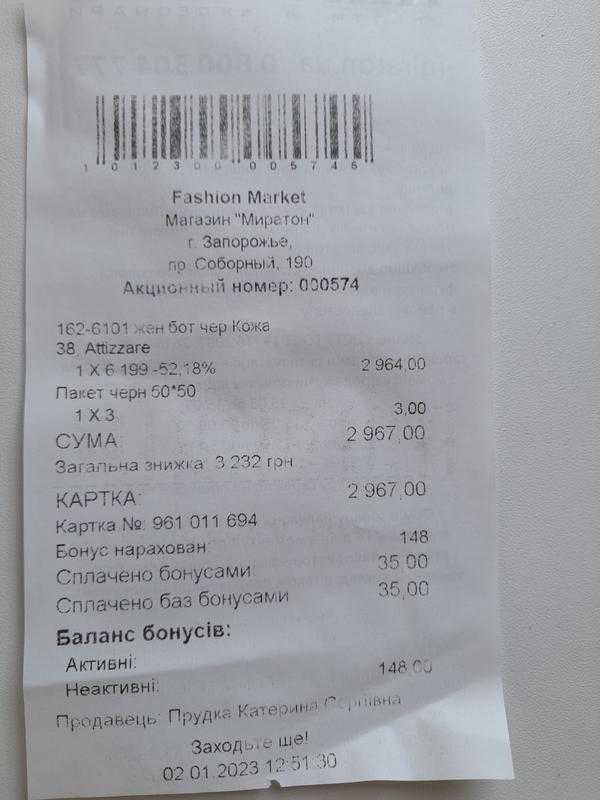 1 012300 005746
Fashion Market
Магазин "Миратон"
г. Запорожье,
пр. Соборный, 190
Акционный номер: 000574
162-6101 жен бот чер Кожа
38, Attizzare
1 X 6 199 -52,18% 2 964,00
Пакет черн 50*50
1 X 3 3,00
СУМА 2 967,00
Загальна знижка: 3 232 грн
КАРТКА: 2 967,00
Картка №: 961 011 694
Бонус нарахован: 148
Сплачено бонусами 35,00
Сплачено баз бонусами 35,00
Баланс бонусів:
Активні:
148,00
Неактивні:
Продавець: Прудка Катерина
Заходьте ще!
02.01.2023 12:51:30